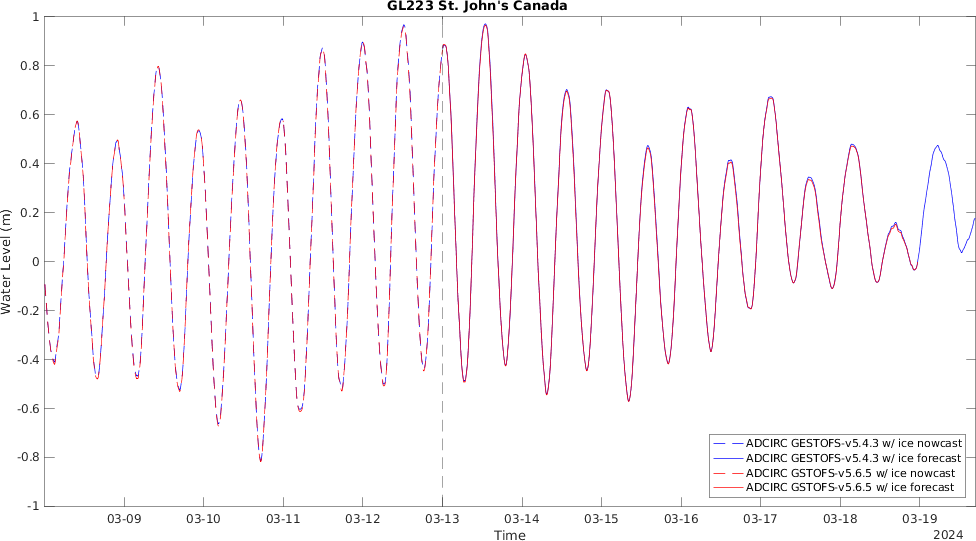 GL223 St. John's Canada
Water Level (m)
1
0.8
0.6
0.4
0.2
0
-0.2
-0.4
-0.6
-0.8
-1
ADCIRC GESTOFS-v5.4.3 w/ ice nowcast
ADCIRC GESTOFS-v5.4.3 w/ ice forecast
ADCIRC GSTOFS-v5.6.5 w/ ice nowcast
ADCIRC GSTOFS-v5.6.5 w/ ice forecast
03-09 03-10 03-11 03-12 03-13 03-14 03-15 03-16 03-17 03-18 03-19
Time
2024